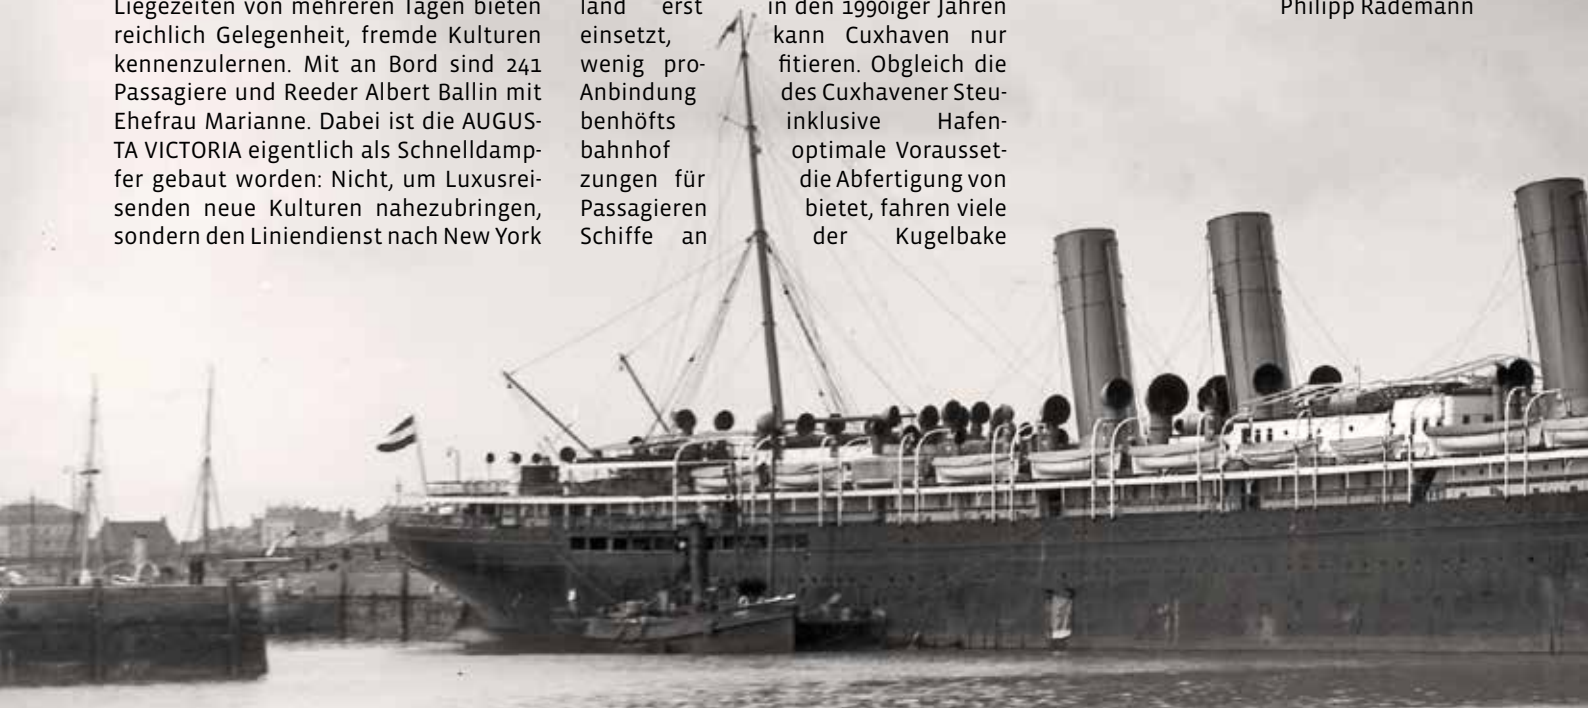 Liegezeiten von mehreren Tagen bieten
reichlich Gelegenheit, fremde Kulturen
kennenzulernen. Mit an Bord sind 241
Passagiere und Reeder Albert Ballin mit
Ehefrau Marianne. Dabei ist die AUGUS-
TA VICTORIA eigentlich als Schnelldamp-
fer gebaut worden: Nicht, um Luxusrei-
senden neue Kulturen nahezubringen,
sondern den Liniendienst nach New York
land erst in den 1990iger Jahren
einsetzt, kann Cuxhaven nur
wenig pro- fitieren. Obgleich die
Anbindung des Cuxhavener Steu-
benhöfts inklusive Hafen-
bahnhof optimale Vorausset-
zungen für die Abfertigung von
Passagieren bietet, fahren viele
Schiffe an der Kugelbake
Philipp Rademann